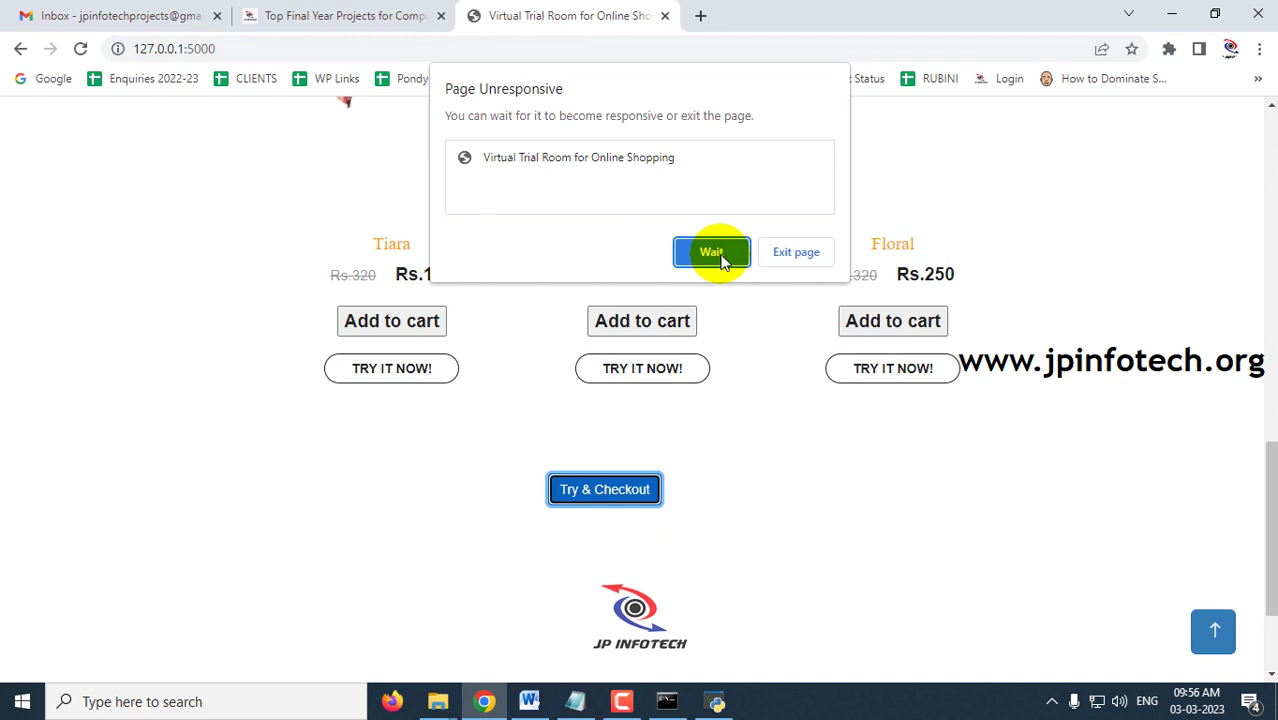 Inbox - jpinfotechprojects@gma
Top Final Year Projects for Comp
Virtual Trial Room for Online Sho
127.0.0.1:5000
Google
Enquiries 2022-23
CLIENTS
WP Links
Pondy
Status
RUBINI
Login
How to Dominate S...
»
Page Unresponsive
You can wait for it to become responsive or exit the page.
Virtual Trial Room for Online Shopping
Wait
Exit page
Tiara
Floral
Rs.320 Rs.1
320 Rs.250
Add to cart
Add to cart
Add to cart
TRY IT NOW!
TRY IT NOW!
TRY IT NOW!
www.jpinfotech.org
Try & Checkout
JP INFOTECH
Type here to search
ENG
09:56 AM
03-03-2023
4